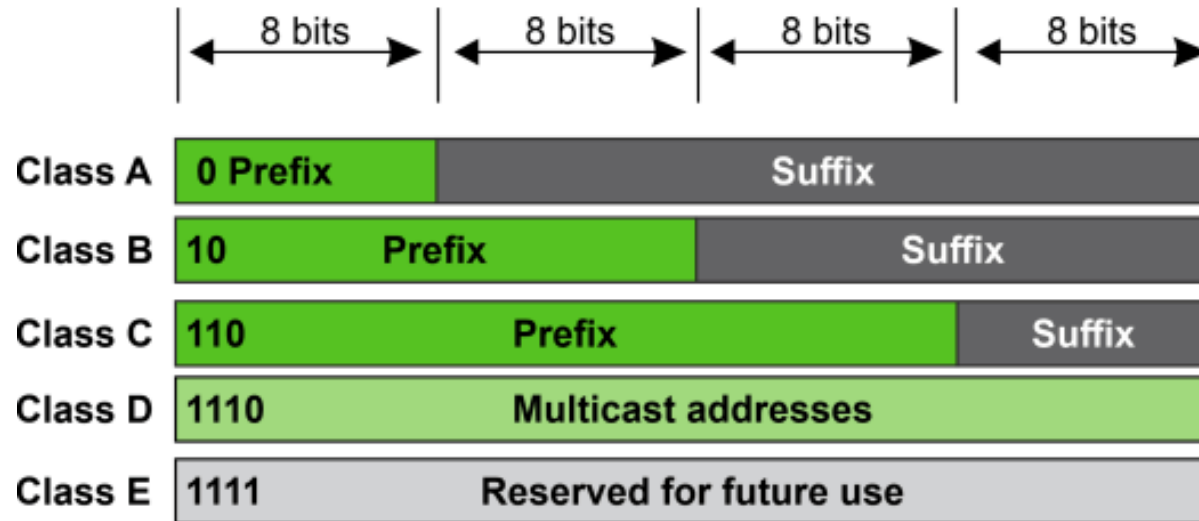 8 bits 8 bits 8 bits 8 bits
Class A 0 Prefix Suffix
Class B 10 Prefix Suffix
Class C 110 Prefix Suffix
Class D 1110 Multicast addresses
Class E 1111 Reserved for future use